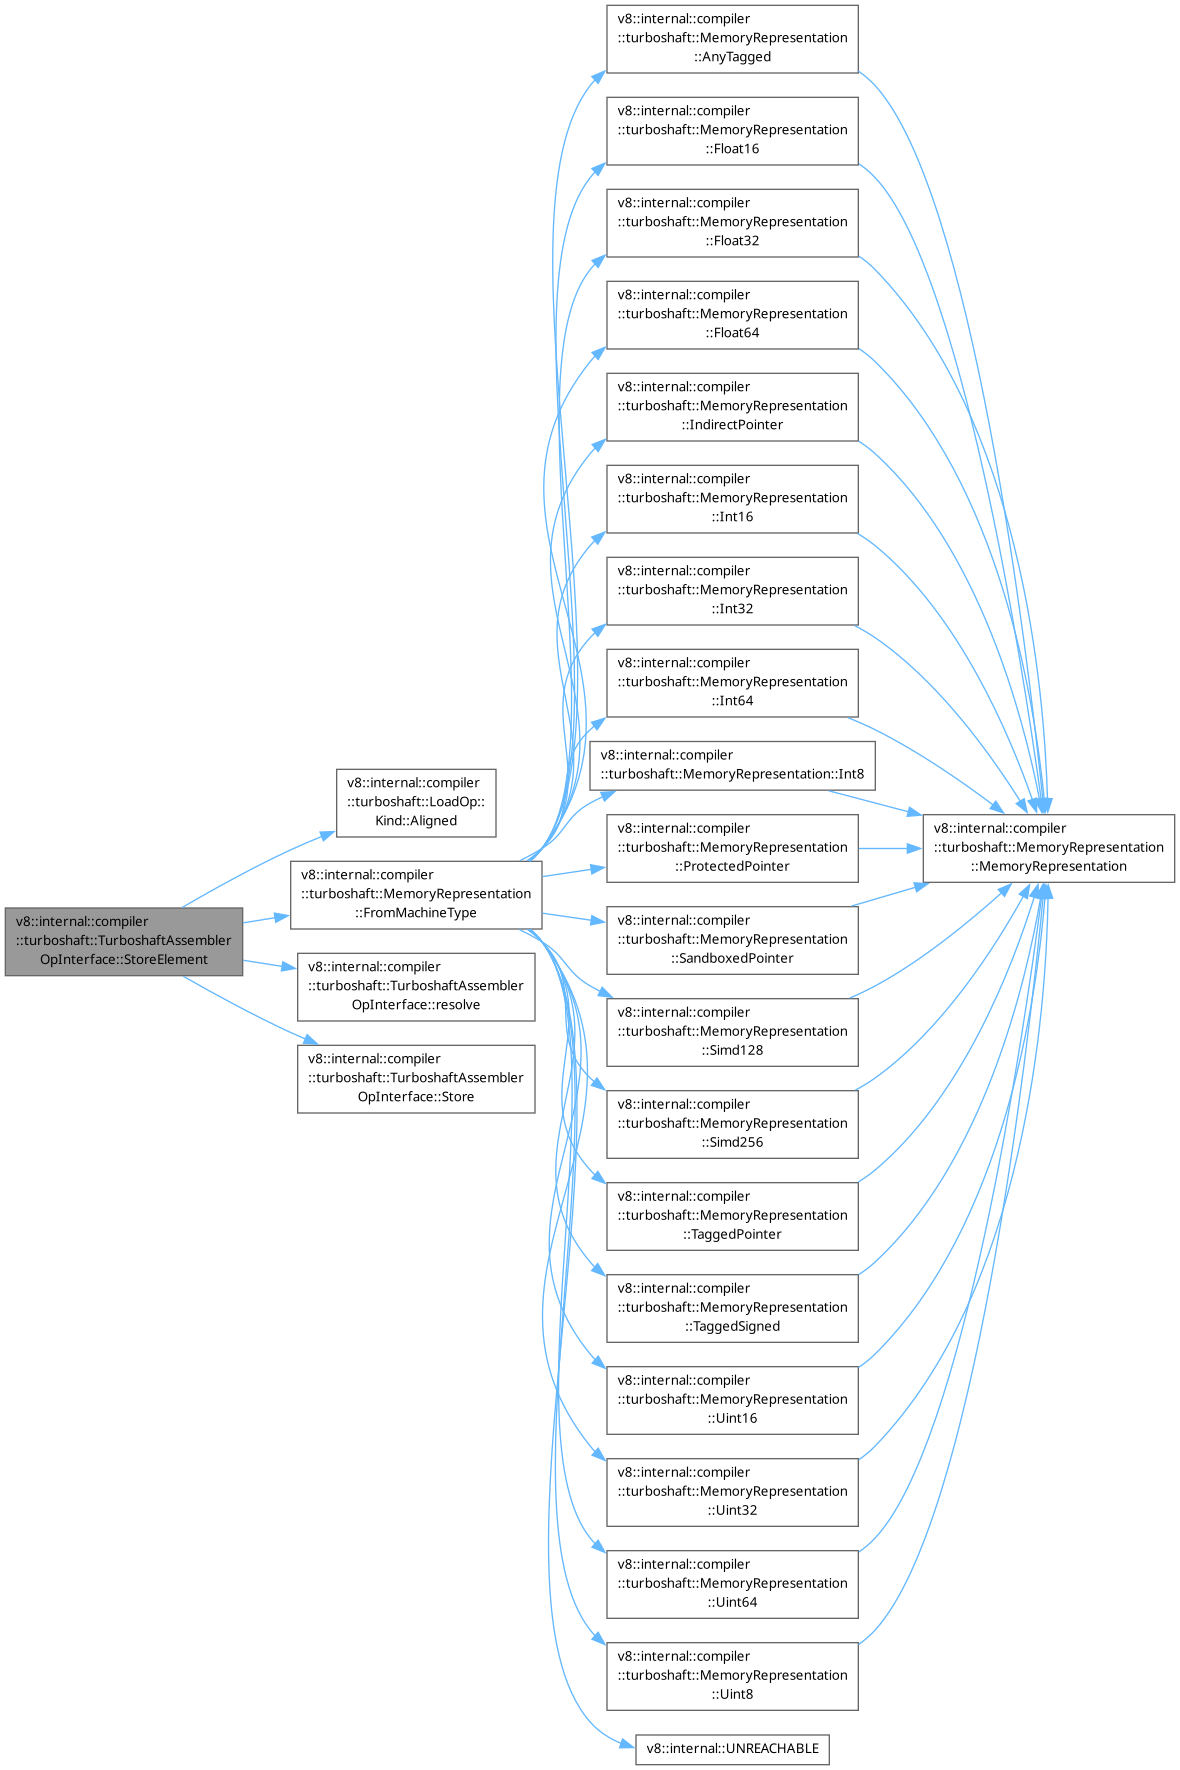 v8::internal::compiler
::turboshaft::TurboshaftAssembler
OpInterface::StoreElement
v8::internal::compiler
::turboshaft::LoadOp::
Kind::Aligned
v8::internal::compiler
::turboshaft::MemoryRepresentation
::FromMachineType
v8::internal::compiler
::turboshaft::TurboshaftAssembler
OpInterface::resolve
v8::internal::compiler
::turboshaft::TurboshaftAssembler
OpInterface::Store
v8::internal::compiler
::turboshaft::MemoryRepresentation
::AnyTagged
v8::internal::compiler
::turboshaft::MemoryRepresentation
::Float16
v8::internal::compiler
::turboshaft::MemoryRepresentation
::Float32
v8::internal::compiler
::turboshaft::MemoryRepresentation
::Float64
v8::internal::compiler
::turboshaft::MemoryRepresentation
::IndirectPointer
v8::internal::compiler
::turboshaft::MemoryRepresentation
::Int16
v8::internal::compiler
::turboshaft::MemoryRepresentation
::Int32
v8::internal::compiler
::turboshaft::MemoryRepresentation
::Int64
v8::internal::compiler
::turboshaft::MemoryRepresentation::Int8
v8::internal::compiler
::turboshaft::MemoryRepresentation
::ProtectedPointer
v8::internal::compiler
::turboshaft::MemoryRepresentation
::SandboxedPointer
v8::internal::compiler
::turboshaft::MemoryRepresentation
::Simd128
v8::internal::compiler
::turboshaft::MemoryRepresentation
::Simd256
v8::internal::compiler
::turboshaft::MemoryRepresentation
::TaggedPointer
v8::internal::compiler
::turboshaft::MemoryRepresentation
::TaggedSigned
v8::internal::compiler
::turboshaft::MemoryRepresentation
::Uint16
v8::internal::compiler
::turboshaft::MemoryRepresentation
::Uint32
v8::internal::compiler
::turboshaft::MemoryRepresentation
::Uint64
v8::internal::compiler
::turboshaft::MemoryRepresentation
::Uint8
v8::internal::UNREACHABLE
v8::internal::compiler
::turboshaft::MemoryRepresentation
::MemoryRepresentation